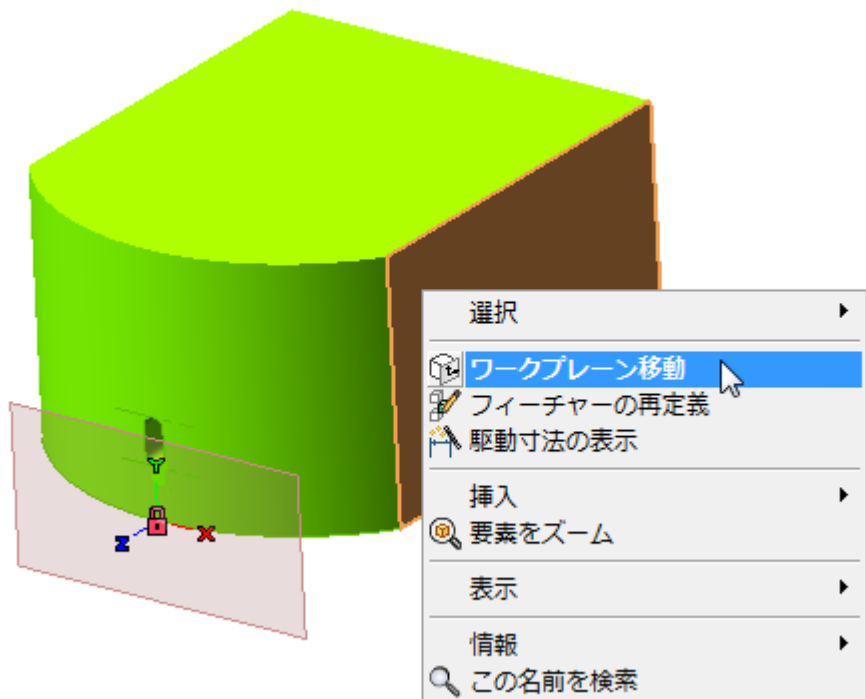 選択
ワークプレーン移動
フィーチャーの再定義
駆動寸法の表示
挿入
要素をズーム
表示
情報
この名前を検索
Y
Z
X